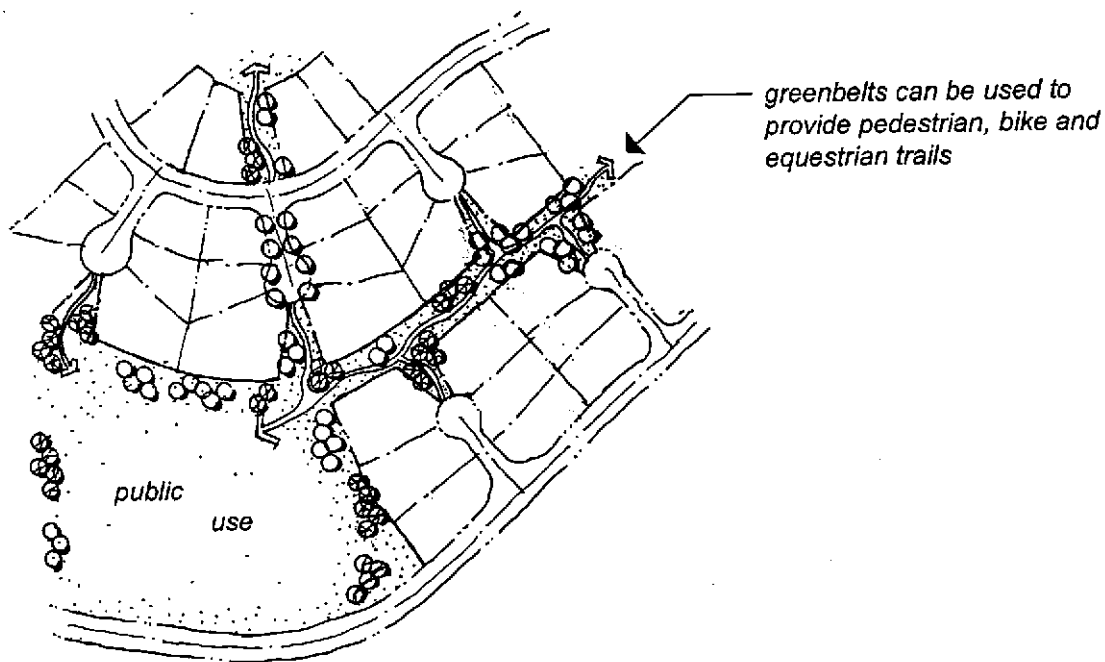 greenbelts can be used to
provide pedestrian, bike and
equestrian trails
public
use